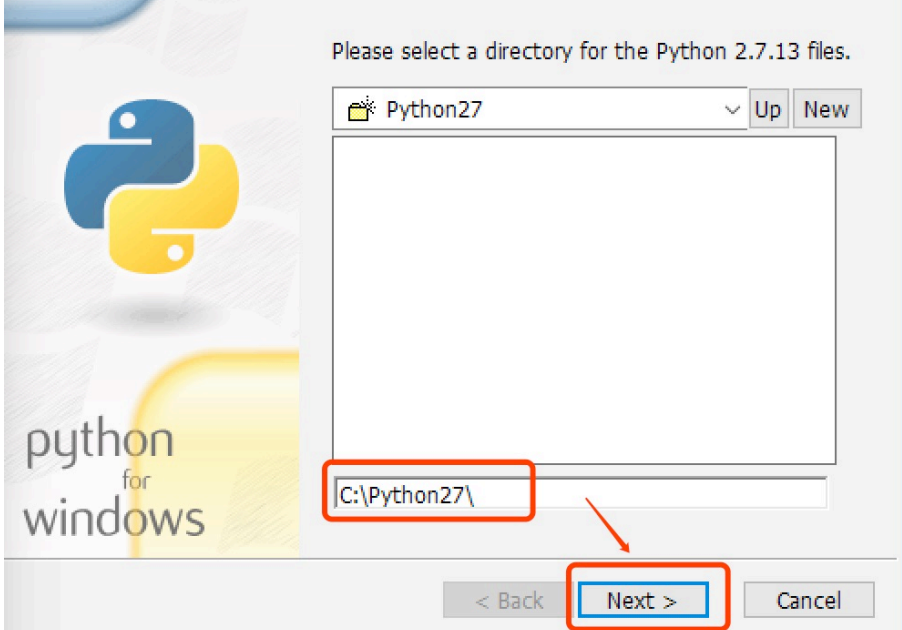 Please select a directory for the Python 2.7.13 files.
Python27
Up
New
C:\Python27\
python
for
windows
< Back
Next >
Cancel